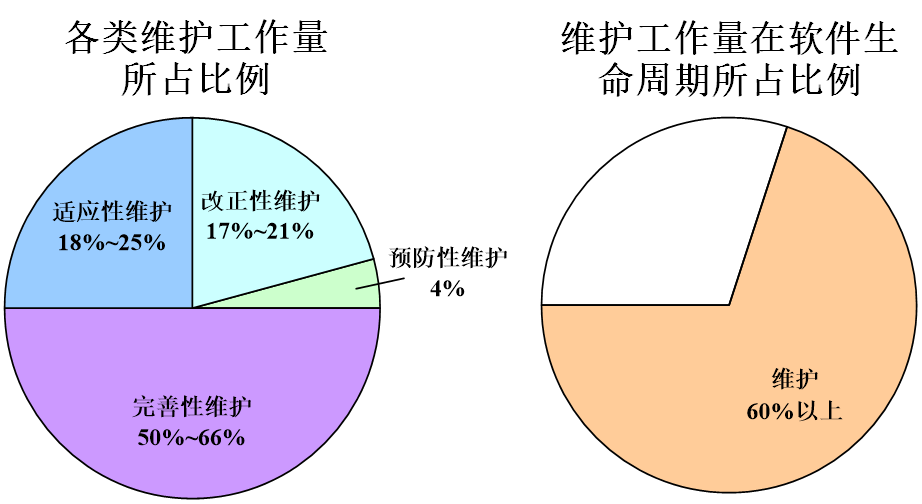 各类维护工作量
所占比例
适应性维护
18%~25%
改正性维护
17%~21%
预防性维护
4%
完善性维护
50%~66%
维护工作量在软件生
命周期所占比例
维护
60%以上